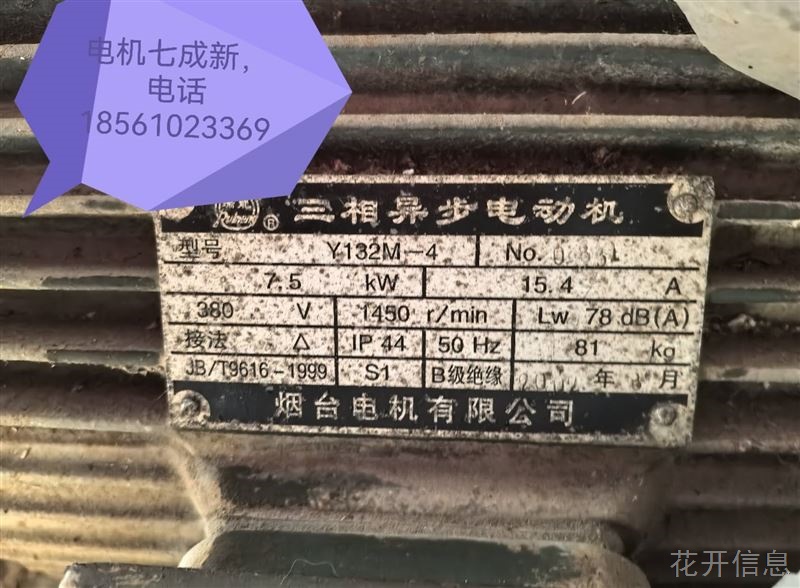 电机七成新，
电话
18561023369
® 三相异步电动机
型号 Y132M-4 No.
7.5 kW 15.4 A
380 V 1450 r/min Lw 78 dB(A)
接法 △ IP 44 50 Hz 81 kg
JB/T9616-1999 S1 B级绝缘 年 月
烟台电机有限公司
花开信息